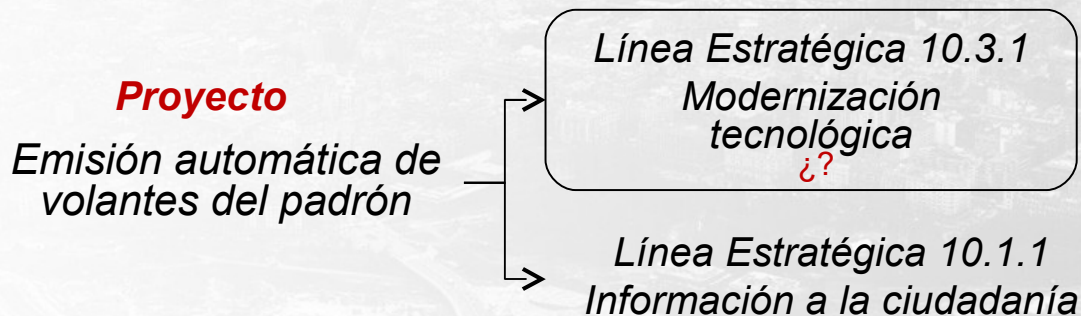 Proyecto
Emisión automática de
volantes del padrón
Línea Estratégica 10.3.1
Modernización
tecnológica
¿?
Línea Estratégica 10.1.1
Información a la ciudadanía